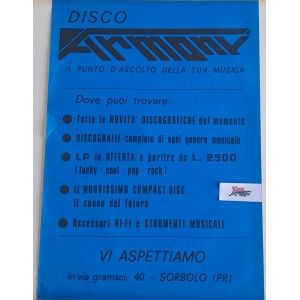 DISCO
ARMONI'
IL PUNTO D'ASCOLTO DELLA TUA MUSICA
Dove puoi trovare:
Tutte le NOVITA' DISCOGRAFICHE del momento
DISCOGRAFIE complete di ogni genere musicale
LP in OFFERTA a partire da L. 2500
(funky - soul - pop - rock)
IL NUOVISSIMO COMPACT DISC
il suono del futuro
Accessori HI-FI e STRUMENTI MUSICALI
VI ASPETTIAMO
in via gramsci, 40 - SORBOLO (PR)